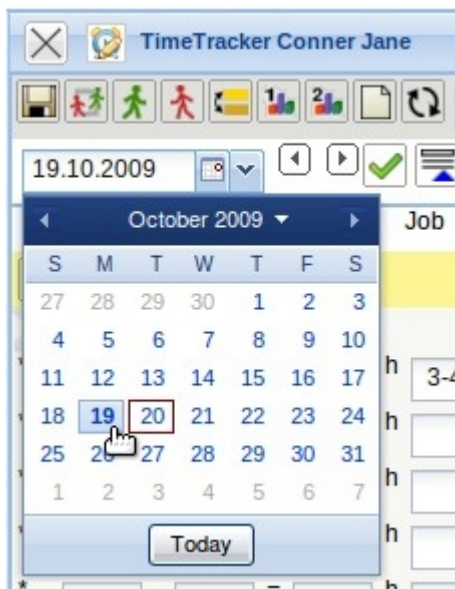 TimeTracker Conner Jane
1 2
19.10.2009
October 2009
Job
S M T W T F S
27 28 29 30 1 2 3
4 5 6 7 8 9 10
11 12 13 14 15 16 17
h
18 19 20 21 22 23 24
h
25 26 27 28 29 30 31
h
1 2 3 4 5 6 7
h
Today
* = h